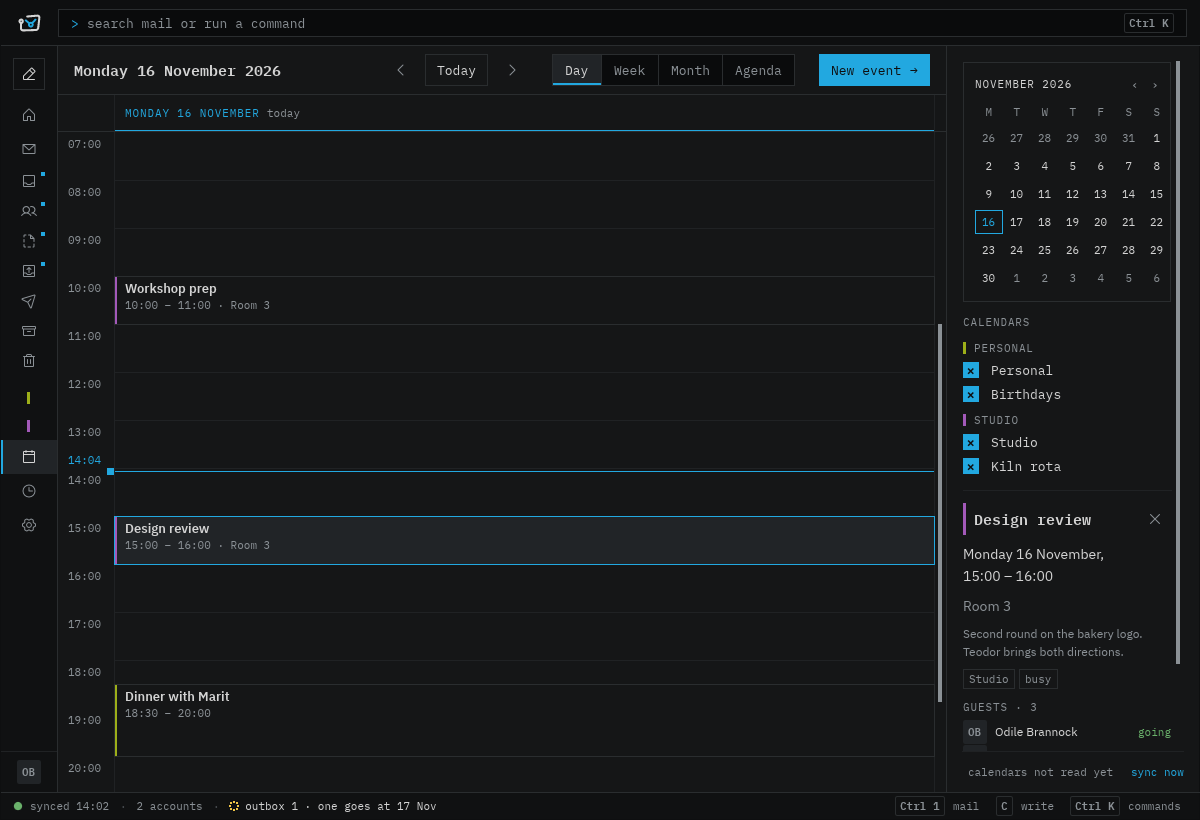 > search mail or run a command Ctrl K
Monday 16 November 2026
Today
Day Week Month Agenda
New event →
MONDAY 16 NOVEMBER today
07:00
08:00
09:00
10:00
Workshop prep
10:00 – 11:00 · Room 3
11:00
12:00
13:00
14:04
14:00
15:00
Design review
15:00 – 16:00 · Room 3
16:00
17:00
18:00
Dinner with Marit
18:30 – 20:00
19:00
20:00
NOVEMBER 2026 ‹ ›
M T W T F S S
26 27 28 29 30 31 1
2 3 4 5 6 7 8
9 10 11 12 13 14 15
16 17 18 19 20 21 22
23 24 25 26 27 28 29
30 1 2 3 4 5 6
CALENDARS
PERSONAL
× Personal
× Birthdays
STUDIO
× Studio
× Kiln rota
Design review
Monday 16 November,
15:00 – 16:00
Room 3
Second round on the bakery logo.
Teodor brings both directions.
Studio busy
GUESTS · 3
OB Odile Brannock going
calendars not read yet sync now
OB
synced 14:02 · 2 accounts · outbox 1 · one goes at 17 Nov
Ctrl 1 mail C write Ctrl K commands